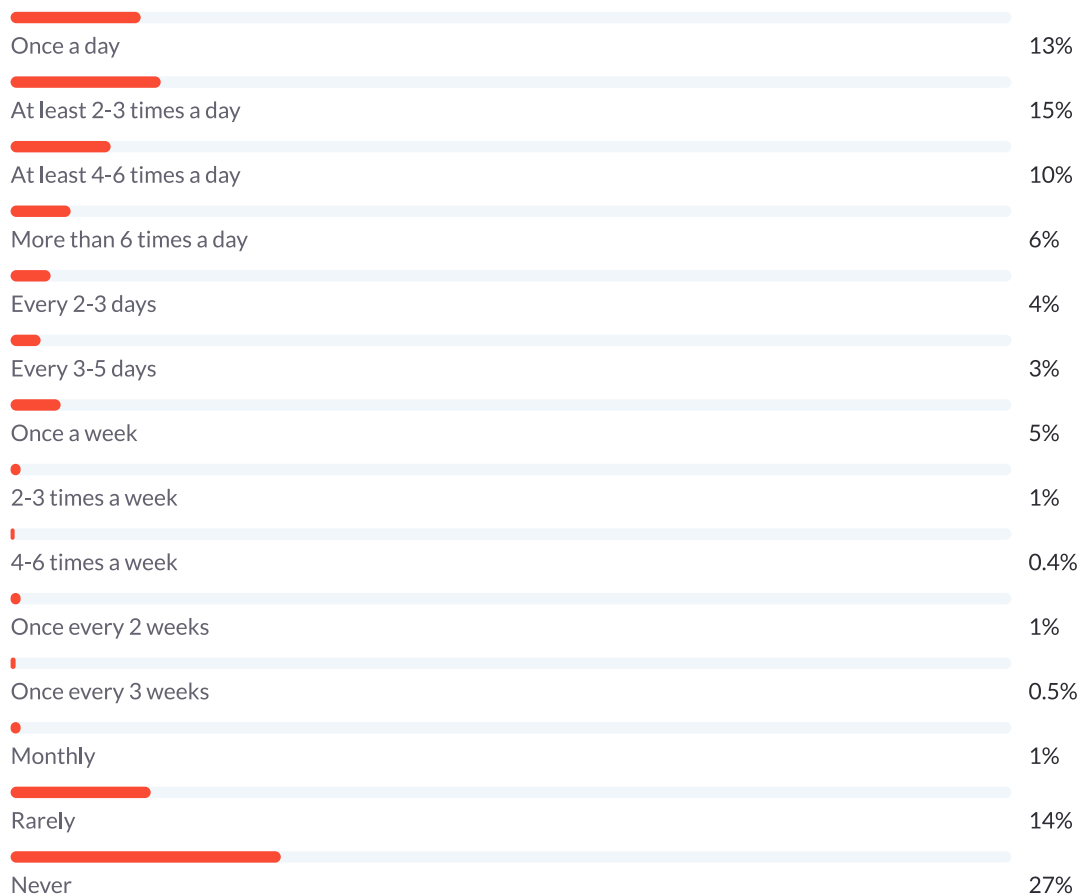 Once a day 13%
At least 2-3 times a day 15%
At least 4-6 times a day 10%
More than 6 times a day 6%
Every 2-3 days 4%
Every 3-5 days 3%
Once a week 5%
2-3 times a week 1%
4-6 times a week 0.4%
Once every 2 weeks 1%
Once every 3 weeks 0.5%
Monthly 1%
Rarely 14%
Never 27%